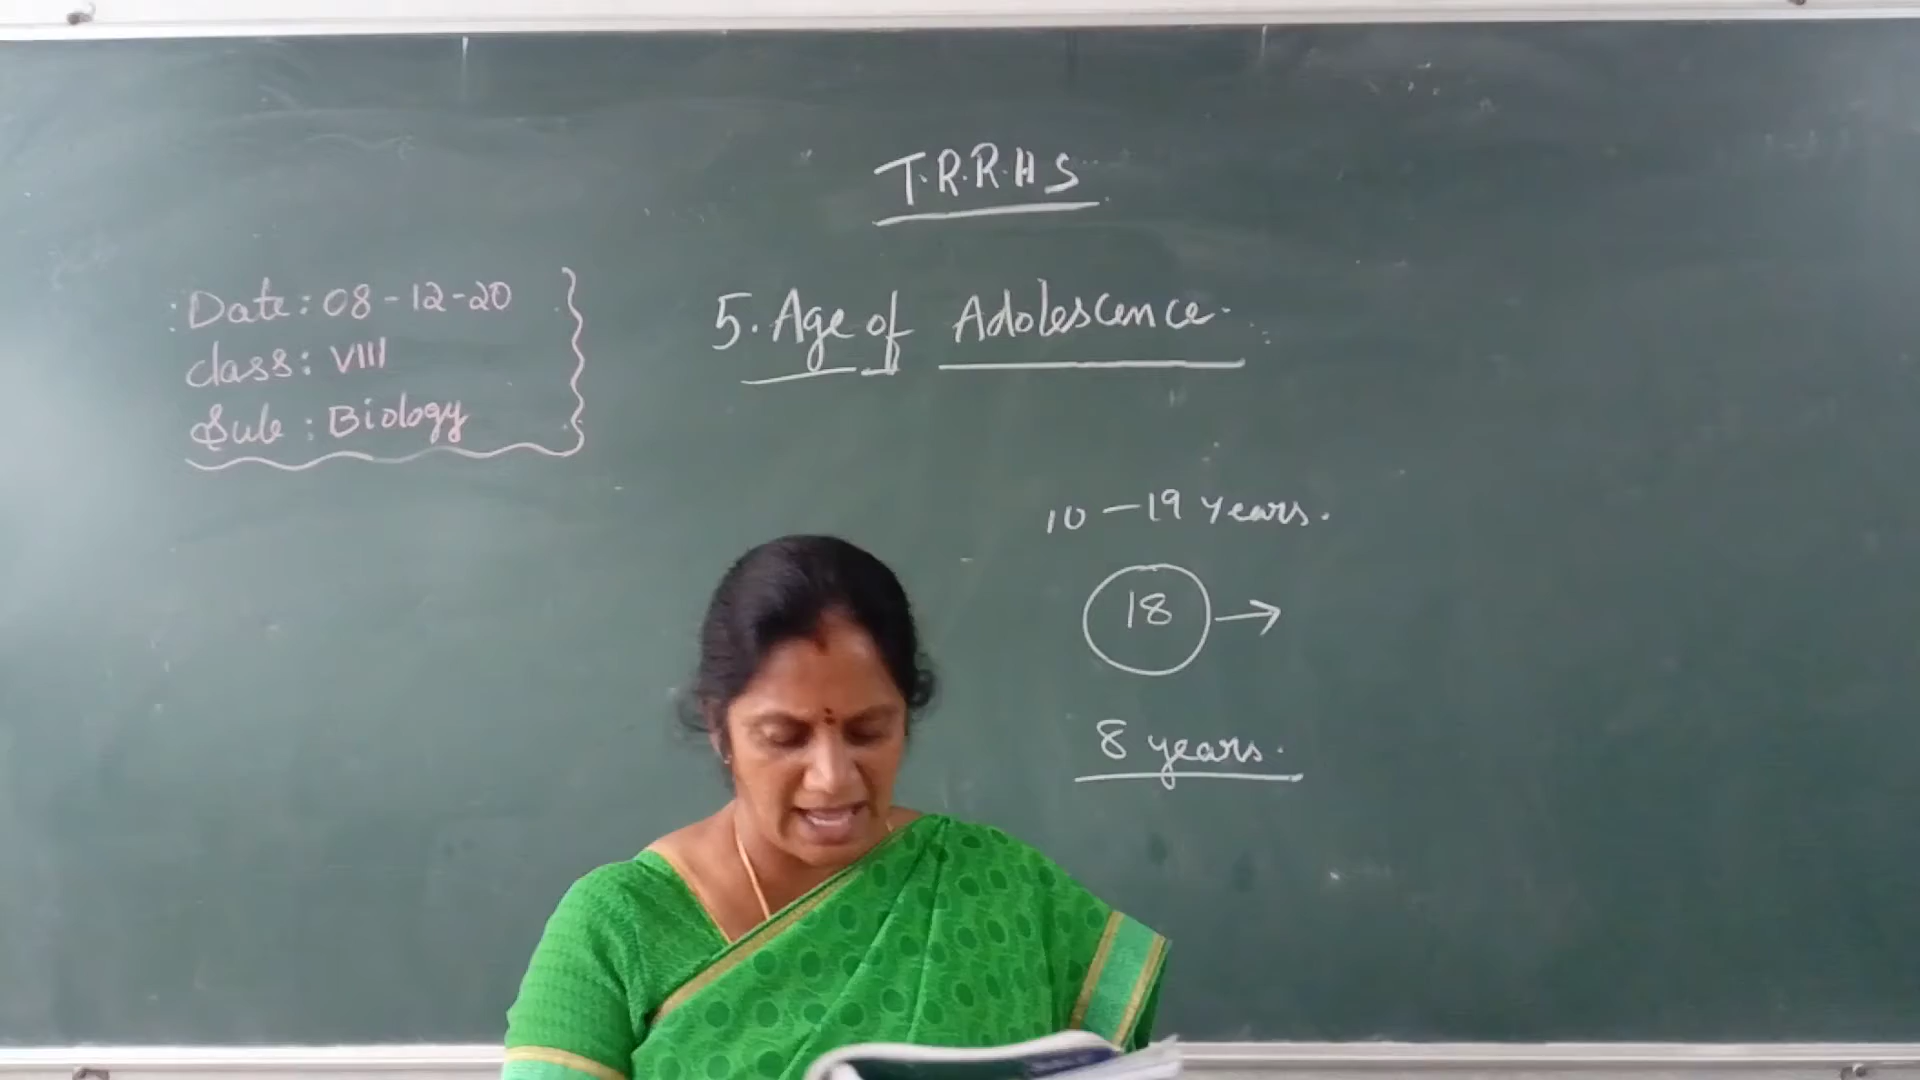 T.R.R.H S
Date: 08-12-20
class: VIII
Sub: Biology
5. Age of Adolescence.
10-19 Years.
18 →
8 years.